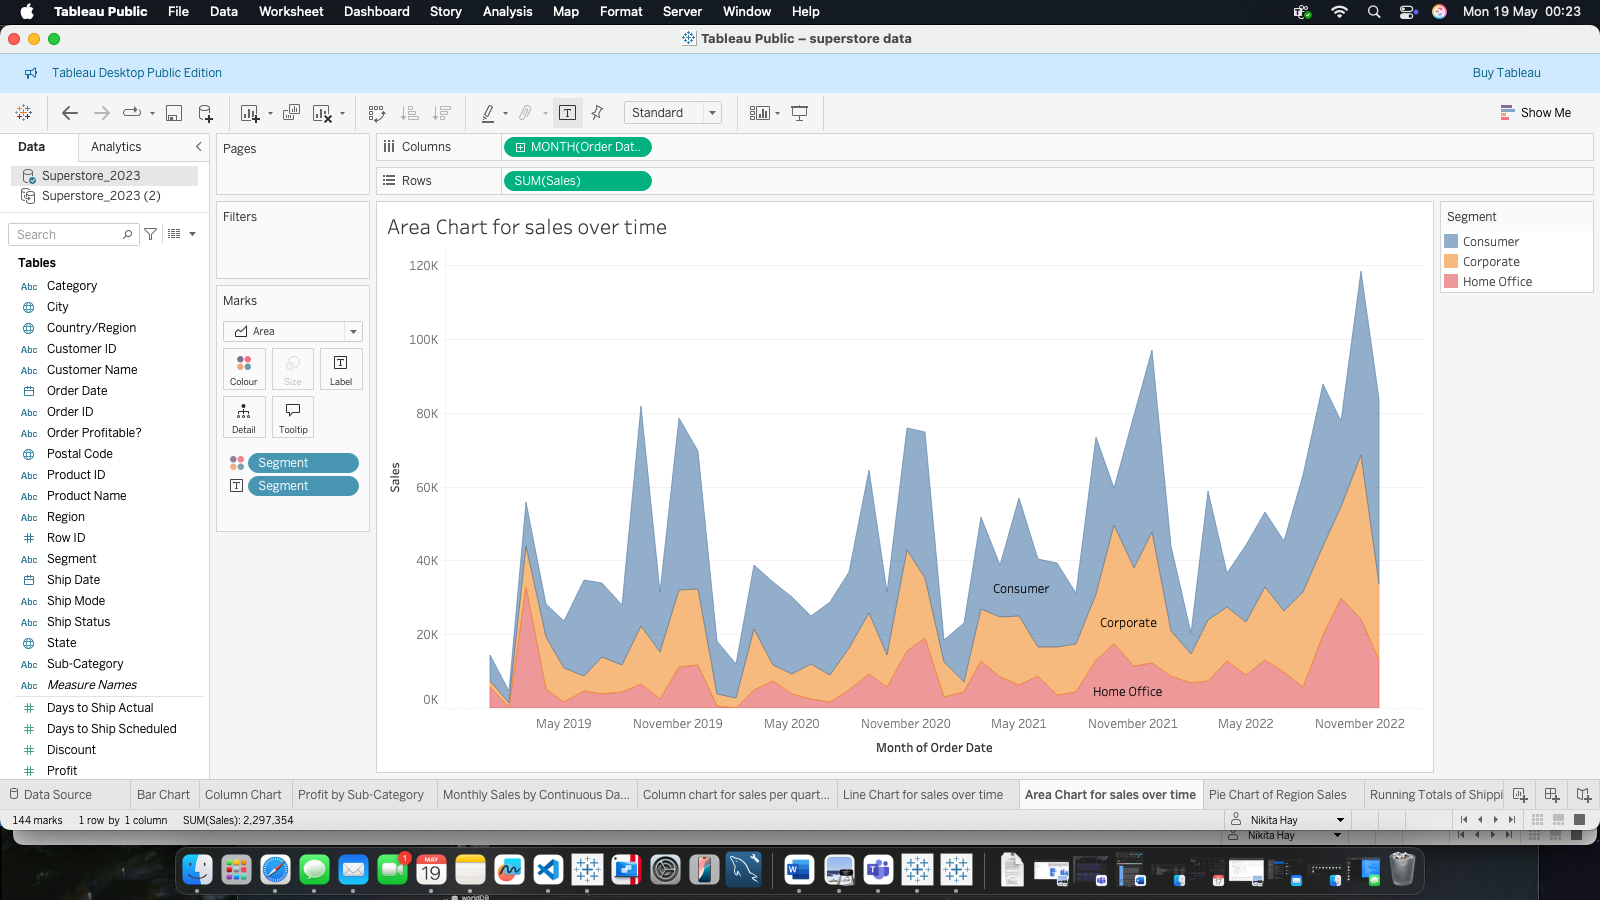 Tableau Public File Data Worksheet Dashboard Story Analysis Map Format Server Window Help Mon 19 May 00:23
Tableau Public – superstore data
Tableau Desktop Public Edition Buy Tableau
Standard Show Me
Data Analytics
Superstore_2023
Superstore_2023 (2)
Search
Tables
Abc Category
City
Country/Region
Abc Customer ID
Abc Customer Name
Order Date
Abc Order ID
Abc Order Profitable?
Postal Code
Abc Product ID
Abc Product Name
Abc Region
Row ID
Abc Segment
Ship Date
Abc Ship Mode
Abc Ship Status
State
Abc Sub-Category
Abc Measure Names
Days to Ship Actual
Days to Ship Scheduled
Discount
Profit
Pages
Filters
Marks
Area
Colour Size Label
Detail Tooltip
Segment
Segment
Columns MONTH(Order Dat..
Rows SUM(Sales)
Area Chart for sales over time
120K
100K
80K
60K
40K
20K
0K
Sales
Consumer
Corporate
Home Office
May 2019 November 2019 May 2020 November 2020 May 2021 November 2021 May 2022 November 2022
Month of Order Date
Segment
Consumer
Corporate
Home Office
Data Source Bar Chart Column Chart Profit by Sub-Category Monthly Sales by Continuous Da... Column chart for sales per quart... Line Chart for sales over time Area Chart for sales over time Pie Chart of Region Sales Running Totals of Shippi
144 marks 1 row by 1 column SUM(Sales): 2,297,354 Nikita Hay
Nikita Hay
1
MAY
19
17
worldDB